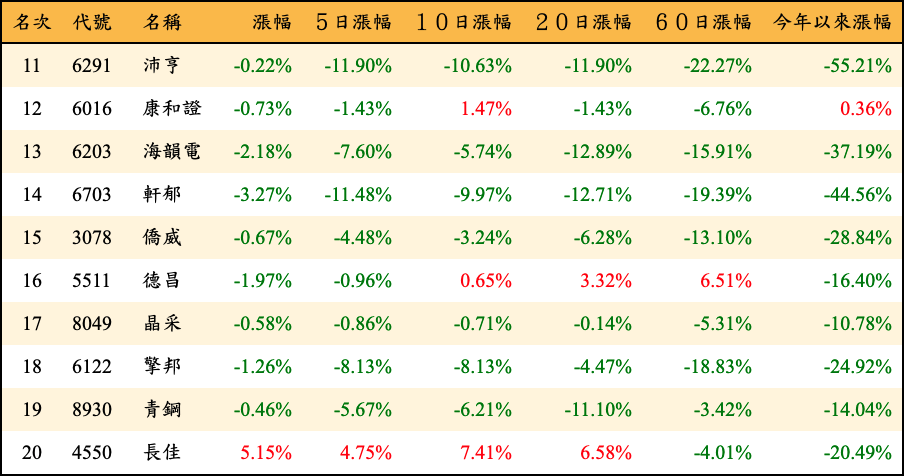 名次 代號 名稱 漲幅 ５日漲幅 １０日漲幅 ２０日漲幅 ６０日漲幅 今年以來漲幅
11 6291 沛亨 -0.22% -11.90% -10.63% -11.90% -22.27% -55.21%
12 6016 康和證 -0.73% -1.43% 1.47% -1.43% -6.76% 0.36%
13 6203 海韻電 -2.18% -7.60% -5.74% -12.89% -15.91% -37.19%
14 6703 軒郁 -3.27% -11.48% -9.97% -12.71% -19.39% -44.56%
15 3078 僑威 -0.67% -4.48% -3.24% -6.28% -13.10% -28.84%
16 5511 德昌 -1.97% -0.96% 0.65% 3.32% 6.51% -16.40%
17 8049 晶采 -0.58% -0.86% -0.71% -0.14% -5.31% -10.78%
18 6122 擎邦 -1.26% -8.13% -8.13% -4.47% -18.83% -24.92%
19 8930 青鋼 -0.46% -5.67% -6.21% -11.10% -3.42% -14.04%
20 4550 長佳 5.15% 4.75% 7.41% 6.58% -4.01% -20.49%